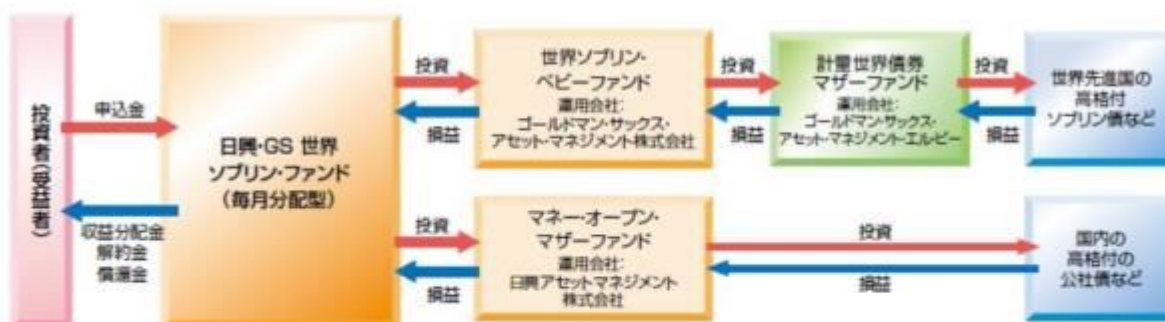 投資者(受益者)
申込金
収益分配金
解約金
償還金
日興・GS 世界
ソブリン・ファンド
(毎月分配型)
投資
損益
世界ソブリン・
ベビーファンド
運用会社:
ゴールドマン・サックス・
アセット・マネジメント株式会社
投資
損益
計量世界債券
マザーファンド
運用会社:
ゴールドマン・サックス・
アセット・マネジメント・エルピー
投資
損益
世界先進国の
高格付
ソブリン債など
投資
損益
マネー・オープン・
マザーファンド
運用会社:
日興アセットマネジメント
株式会社
投資
損益
国内の
高格付の
公社債など